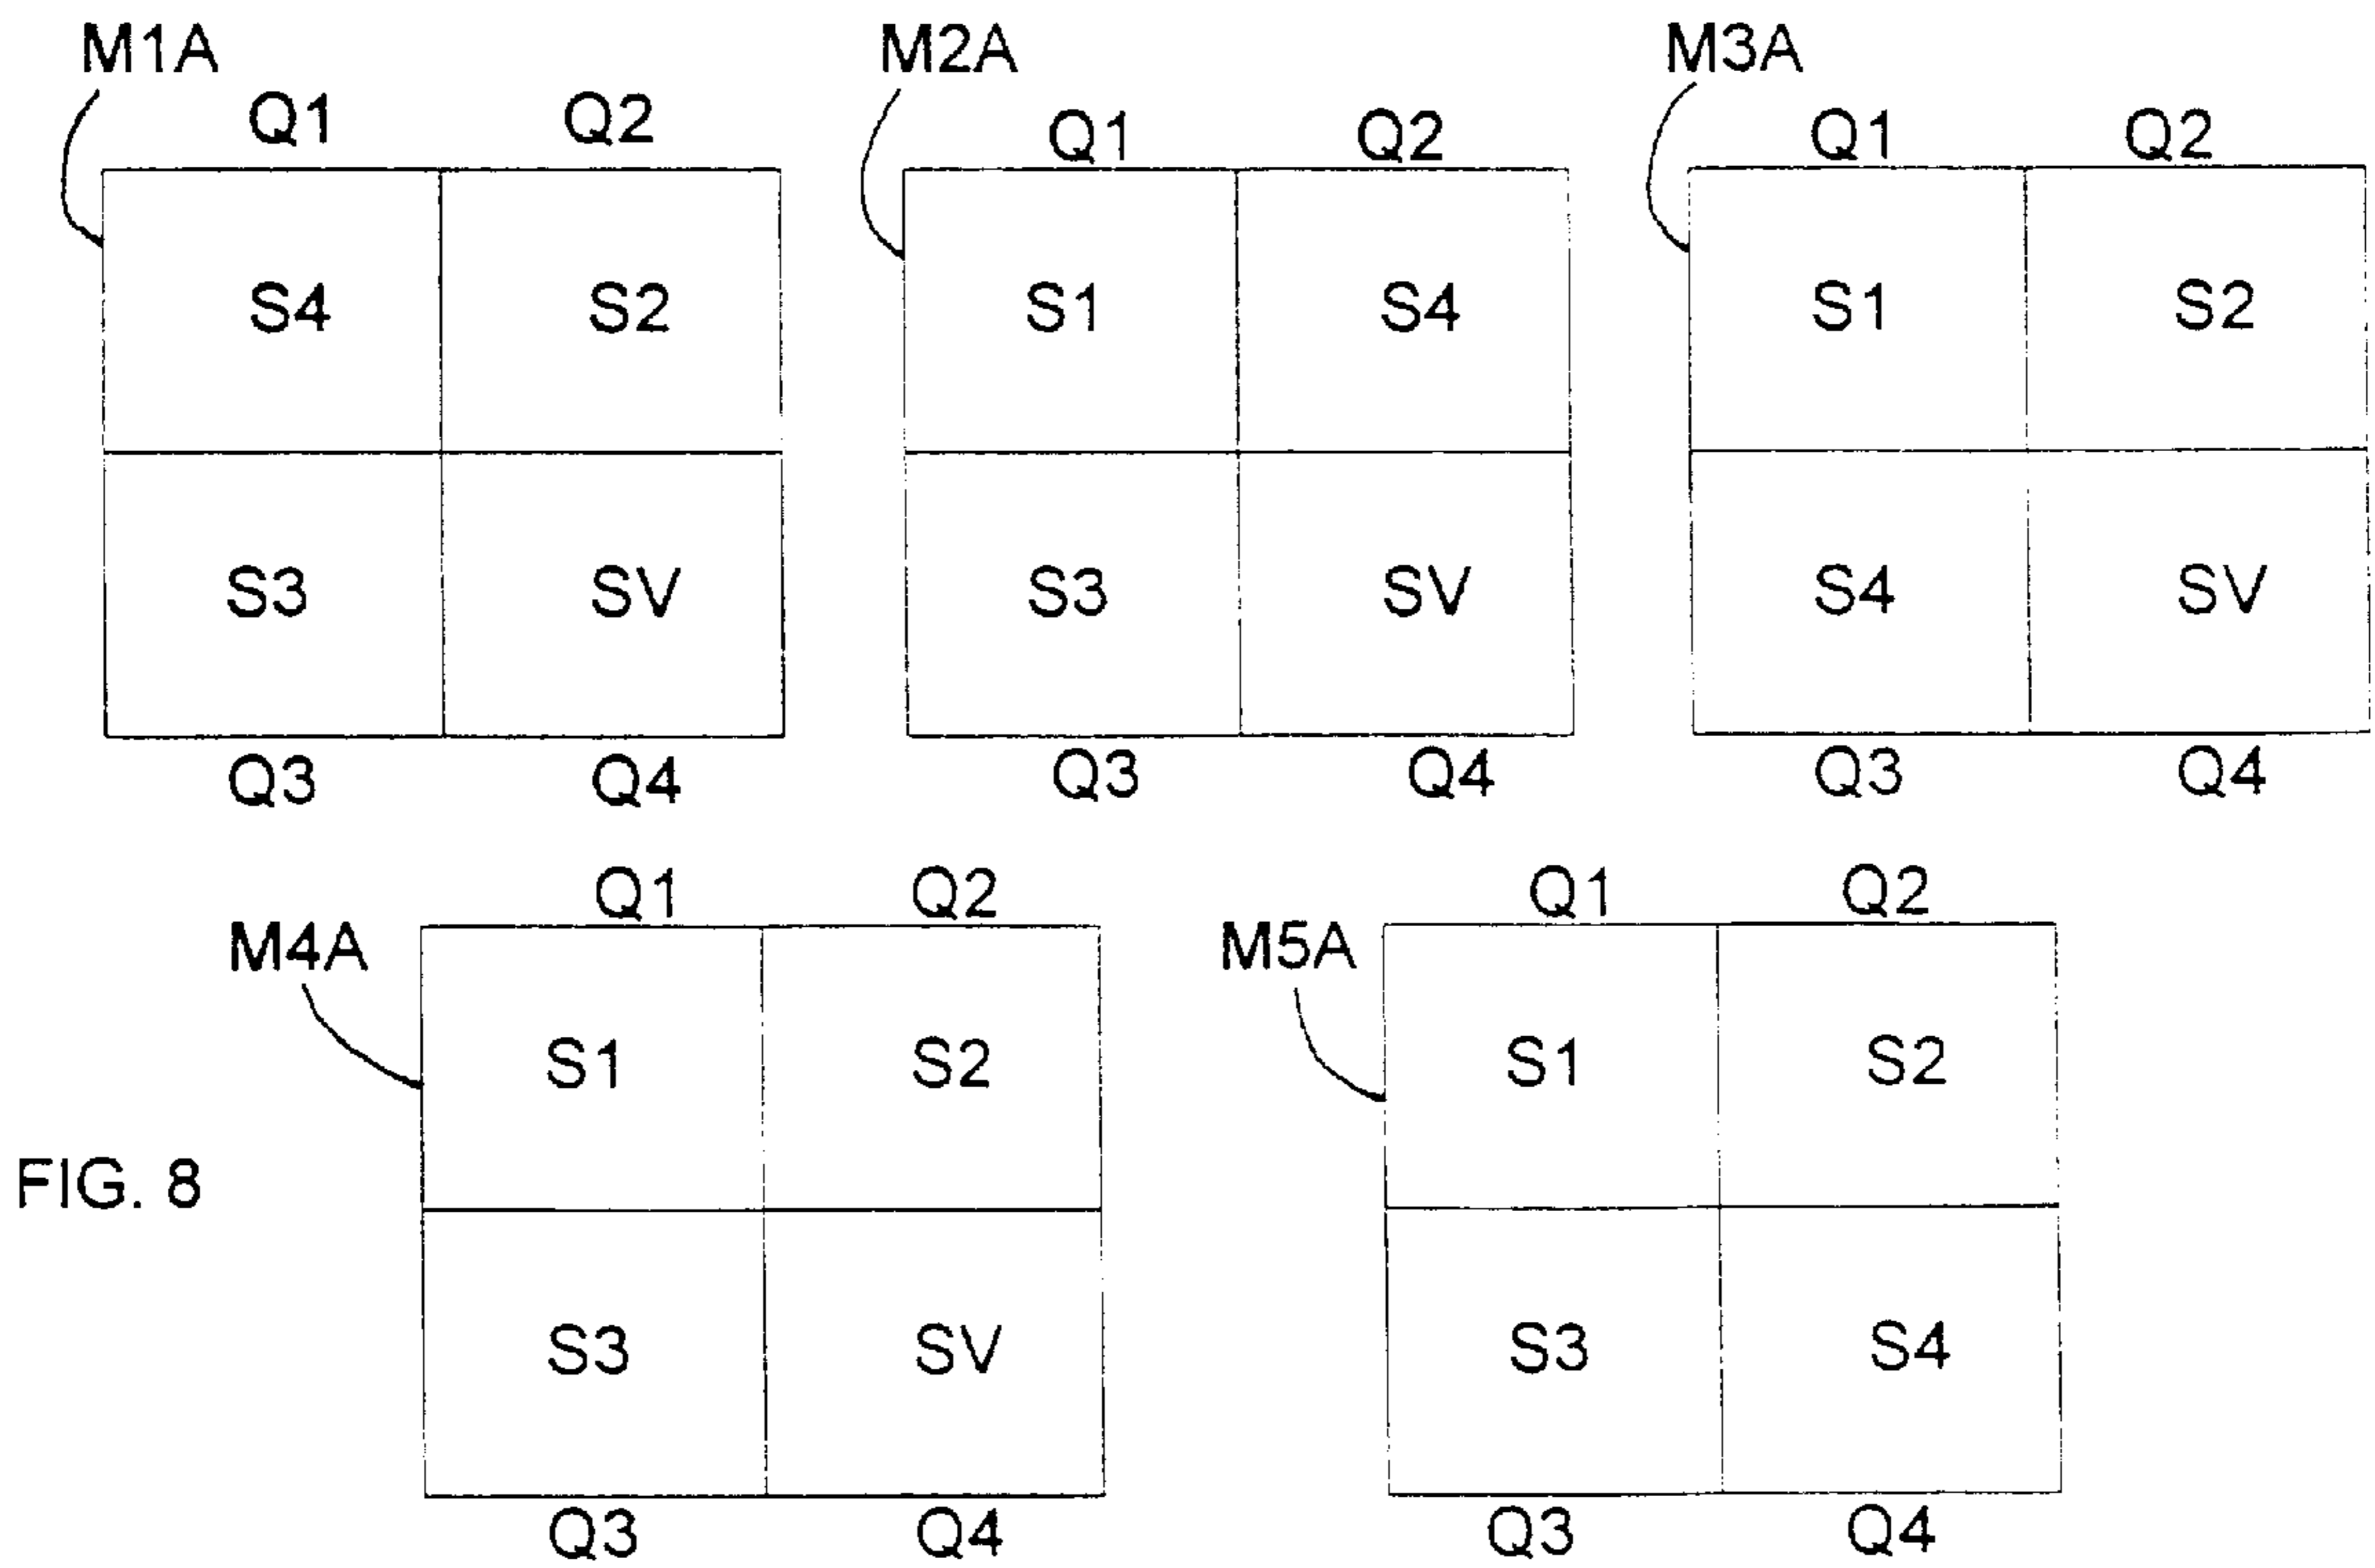 M1A M2A M3A
Q1 Q2 Q1 Q2 Q1 Q2
S4 S2 S1 S4 S1 S2
S3 SV S3 SV S4 SV
Q3 Q4 Q3 Q4 Q3 Q4
Q1 Q2 Q1 Q2
M4A M5A
S1 S2 S1 S2
FIG. 8
S3 SV S3 S4
Q3 Q4 Q3 Q4